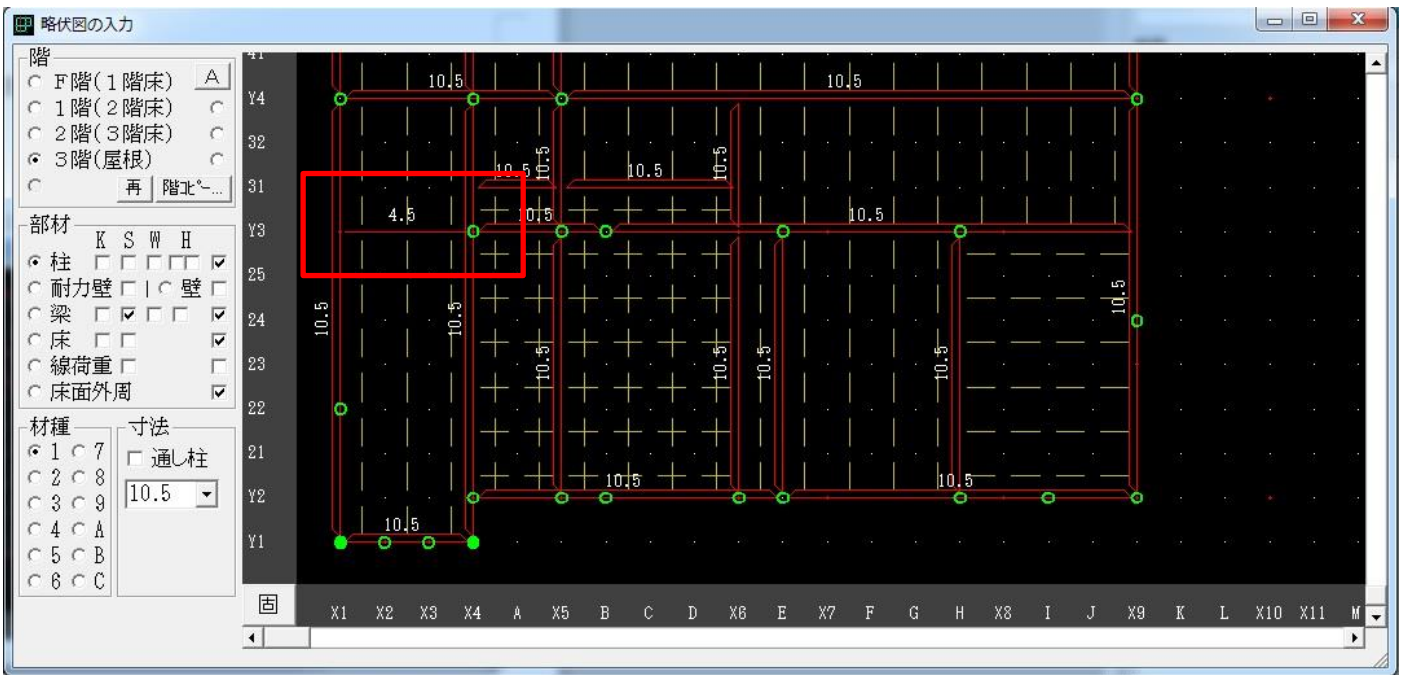 略伏図の入力
階
F階(1階床) A
1階(2階床)
2階(3階床)
3階(屋根)
再 階ｺﾋﾟｰ...
部材
K S W H
柱
耐力壁 | 壁
梁
床
線荷重
床面外周
材種
1 7
2 8
3 9
4 A
5 B
6 C
寸法
通し柱
10.5
41
Y4
32
31
Y3
25
24
23
22
21
Y2
Y1
固
10.5 10.5
10.5 10.5 10.5 10.5
4.5 10.5 10.5
10.5 10.5 10.5
10.5 10.5 10.5 10.5
10.5 10.5
10.5
X1 X2 X3 X4 A X5 B C D X6 E X7 F G H X8 I J X9 K L X10 X11 M